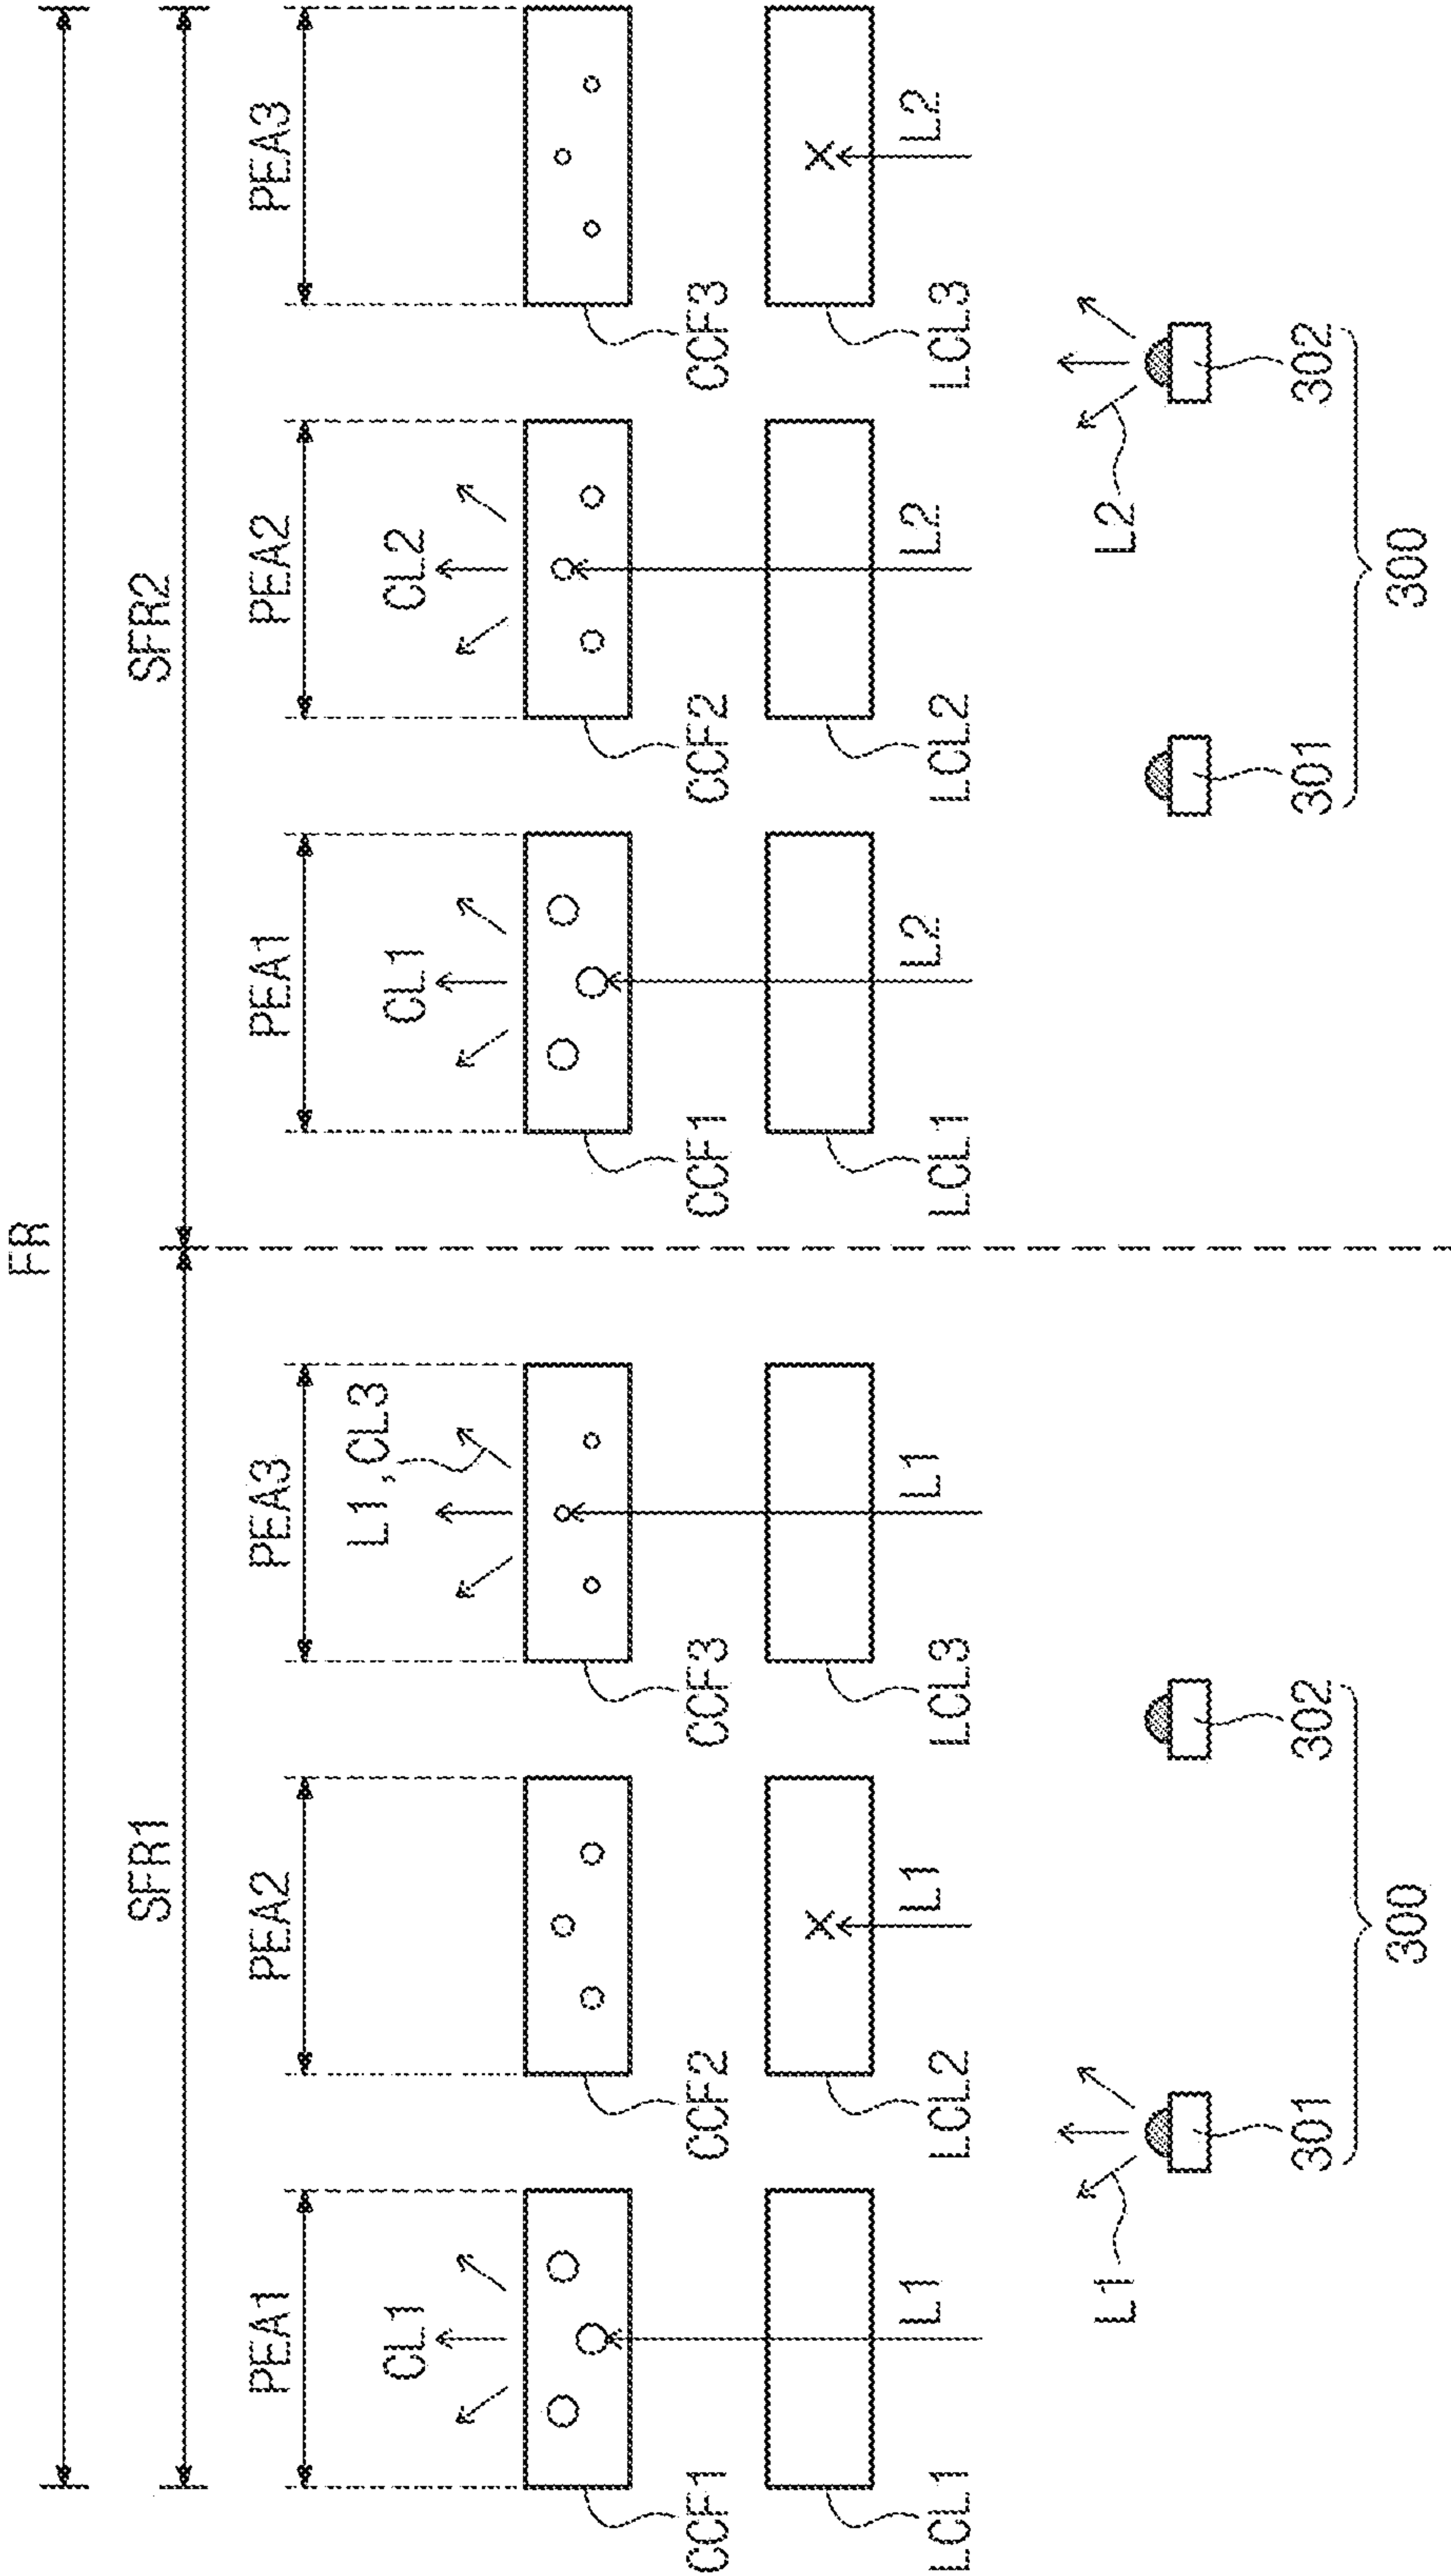 FR
SFR1 SFR2
PEA1 PEA2 PEA3 PEA1 PEA2 PEA3
CL1 L1,CL3 CL1 CL2
CCF1 CCF2 CCF3 CCF1 CCF2 CCF3
L1 L1 L1 L2 L2 L2
LCL1 LCL2 LCL3 LCL1 LCL2 LCL3
L1 L2
301 302 301 302
300 300